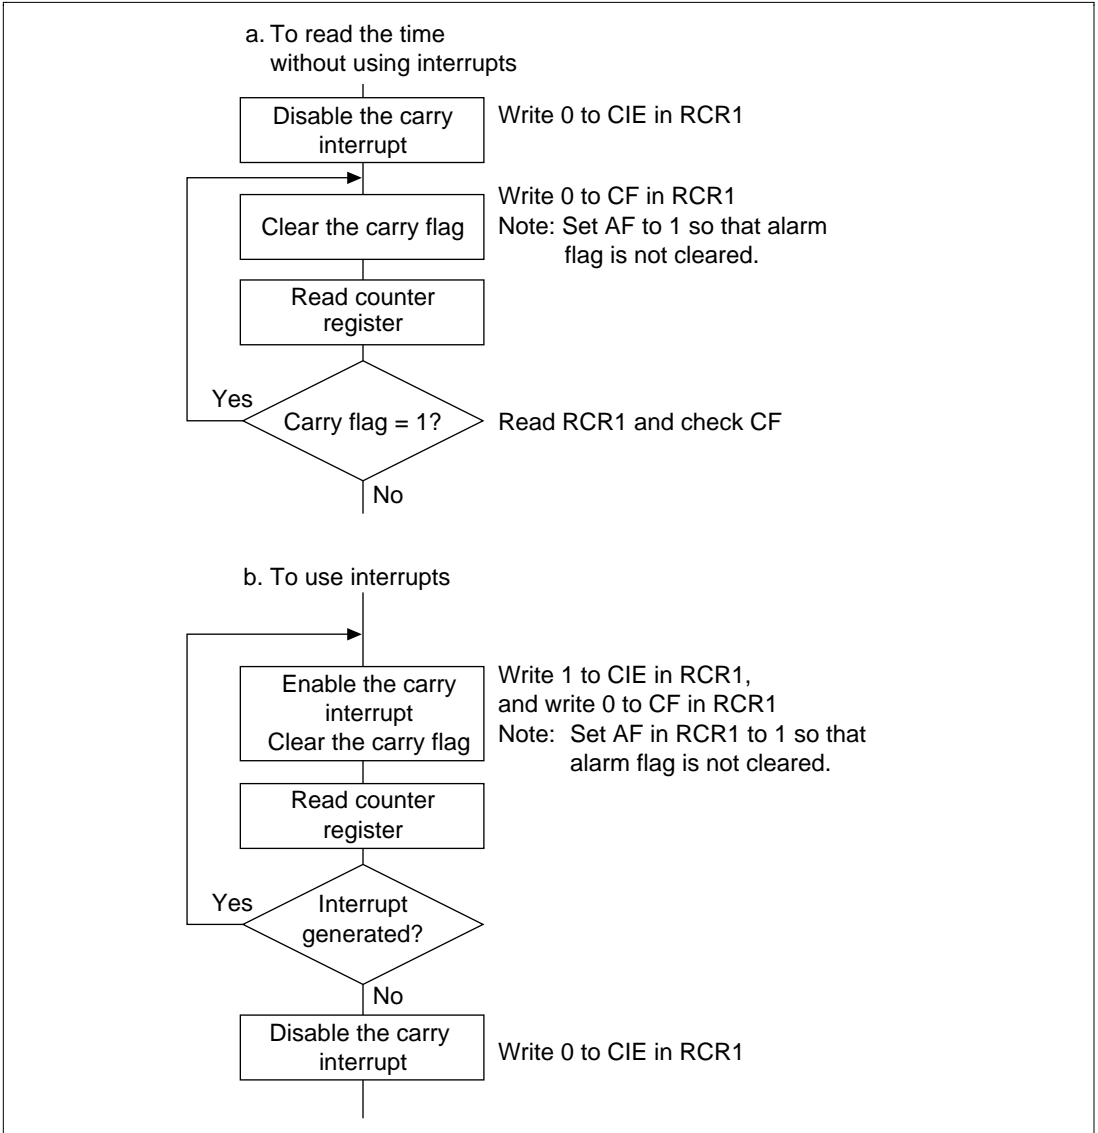 a. To read the time
without using interrupts
Disable the carry
interrupt
Write 0 to CIE in RCR1
Clear the carry flag
Write 0 to CF in RCR1
Note: Set AF to 1 so that alarm
flag is not cleared.
Read counter
register
Yes
Carry flag = 1?
Read RCR1 and check CF
No
b. To use interrupts
Enable the carry
interrupt
Clear the carry flag
Write 1 to CIE in RCR1,
and write 0 to CF in RCR1
Note: Set AF in RCR1 to 1 so that
alarm flag is not cleared.
Read counter
register
Yes
Interrupt
generated?
No
Disable the carry
interrupt
Write 0 to CIE in RCR1